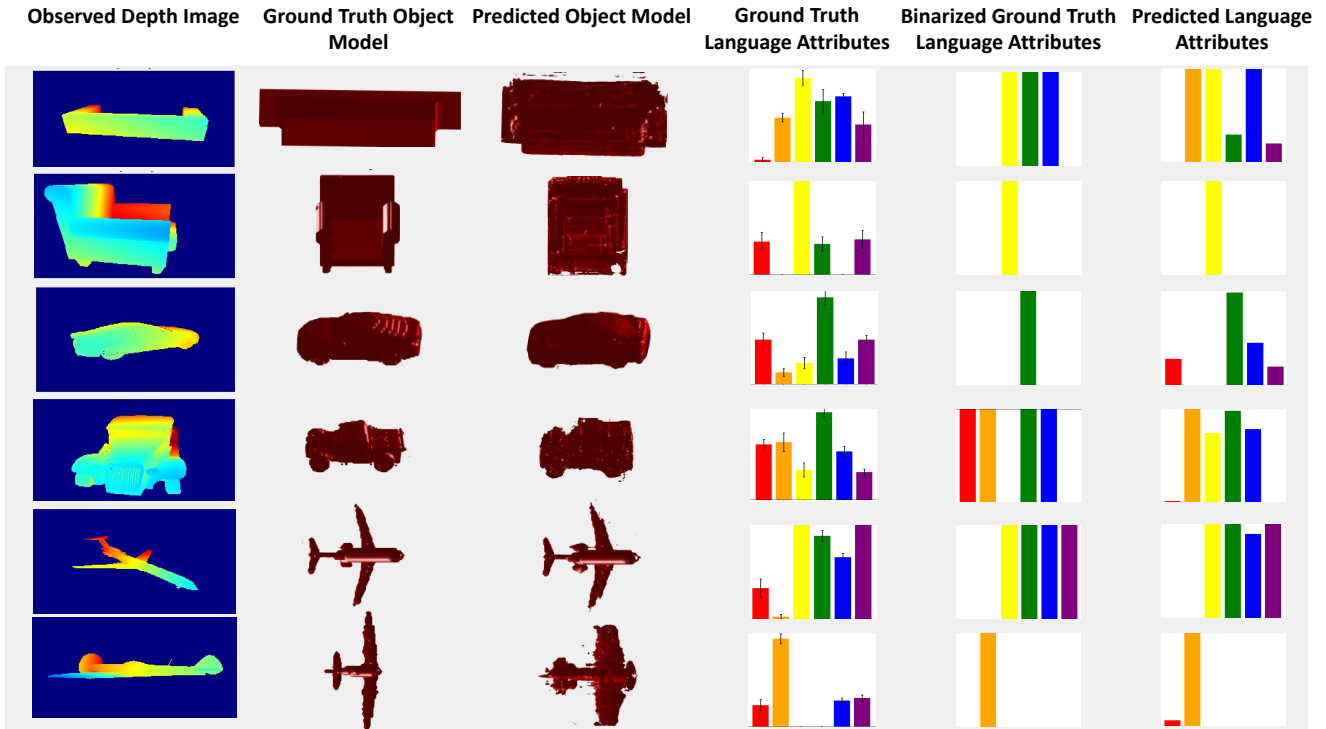 Observed Depth Image
Ground Truth Object
Model
Predicted Object Model
Ground Truth
Language Attributes
Binarized Ground Truth
Language Attributes
Predicted Language
Attributes